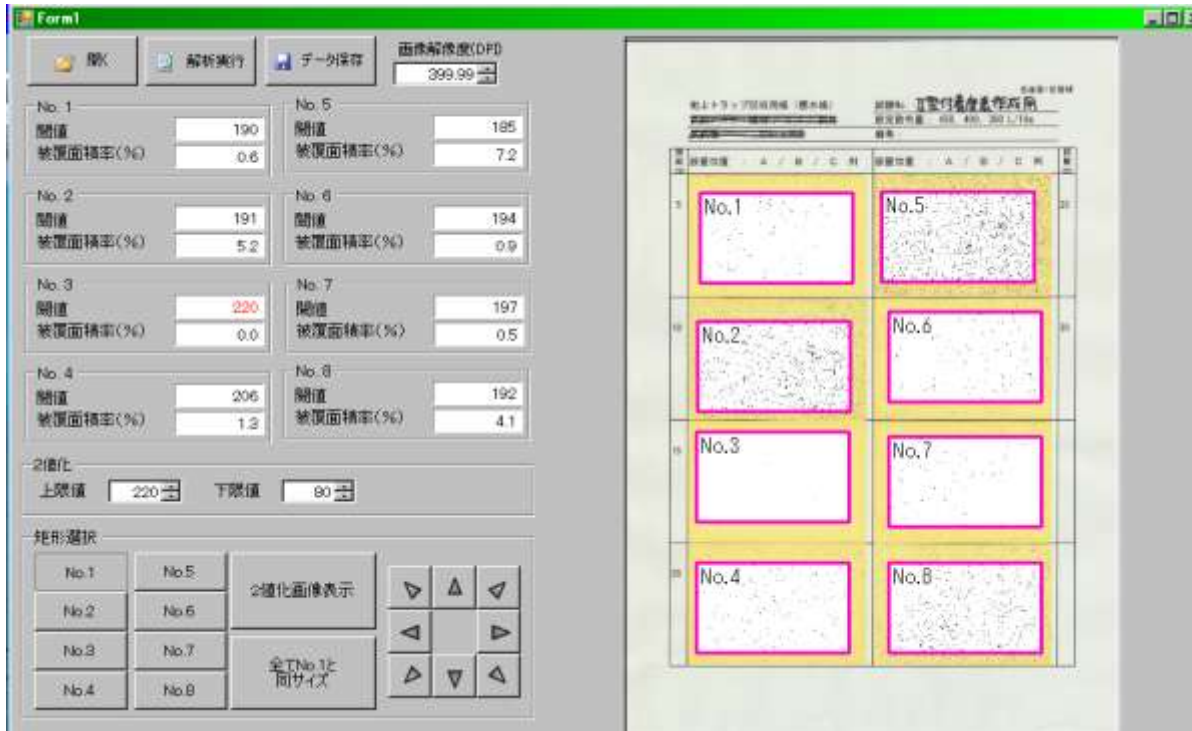 Form1
開く
解析実行
データ保存
画像解像度(DPI)
399.99
No. 1
閾値 190
被覆面積率(%) 0.6
No. 5
閾値 185
被覆面積率(%) 7.2
No. 2
閾値 191
被覆面積率(%) 5.2
No. 6
閾値 194
被覆面積率(%) 0.9
No. 3
閾値 220
被覆面積率(%) 0.0
No. 7
閾値 197
被覆面積率(%) 0.5
No. 4
閾値 206
被覆面積率(%) 1.3
No. 8
閾値 192
被覆面積率(%) 4.1
2値化
上限値 220 下限値 80
矩形選択
No.1 No.5
No.2 No.6
No.3 No.7
No.4 No.8
2値化画像表示
全てNo.1と
同サイズ
A / B / C 列 A / B / C 列
No.1 No.5
No.2 No.6
No.3 No.7
No.4 No.8